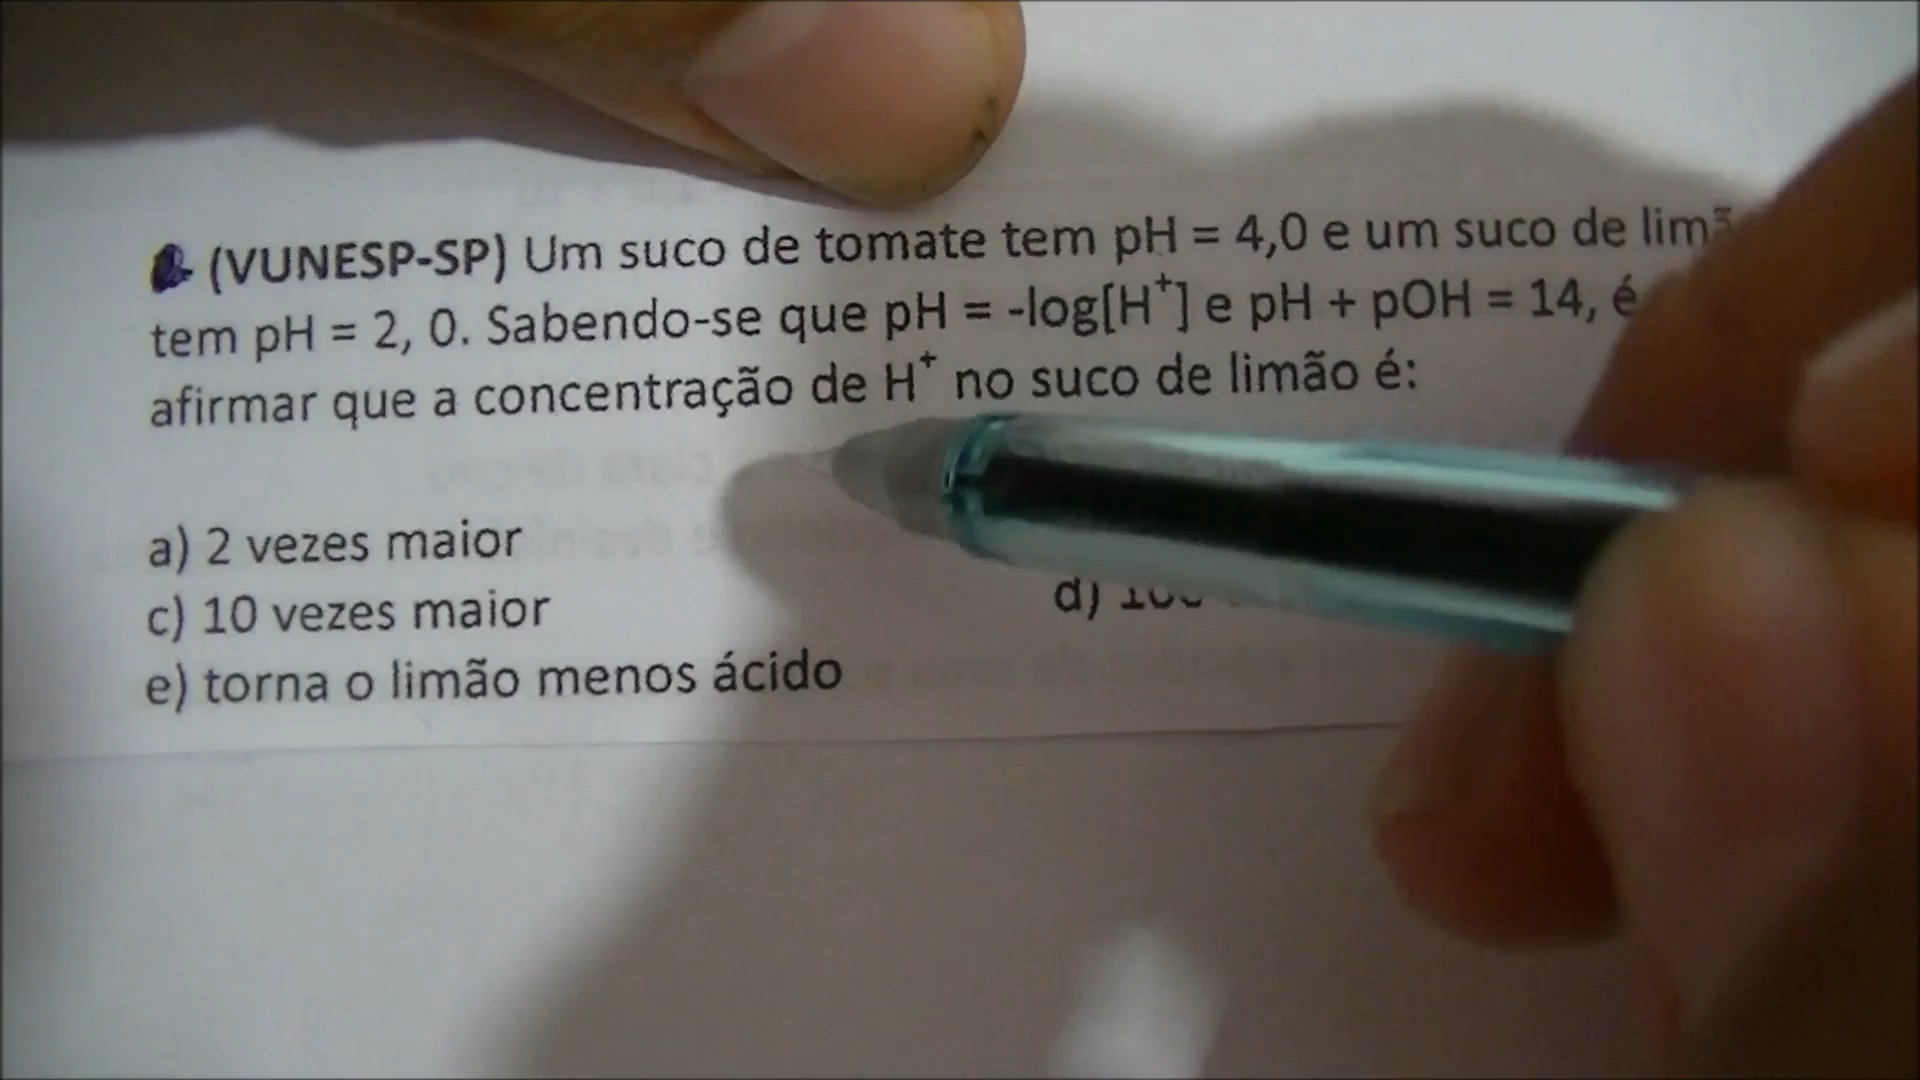 (VUNESP-SP) Um suco de tomate tem pH = 4,0 e um suco de
tem pH = 2, 0. Sabendo-se que pH = -log[H⁺] e pH + pOH = 14, é
afirmar que a concentração de H⁺ no suco de limão é:
a) 2 vezes maior
c) 10 vezes maior
d)
e) torna o limão menos ácido